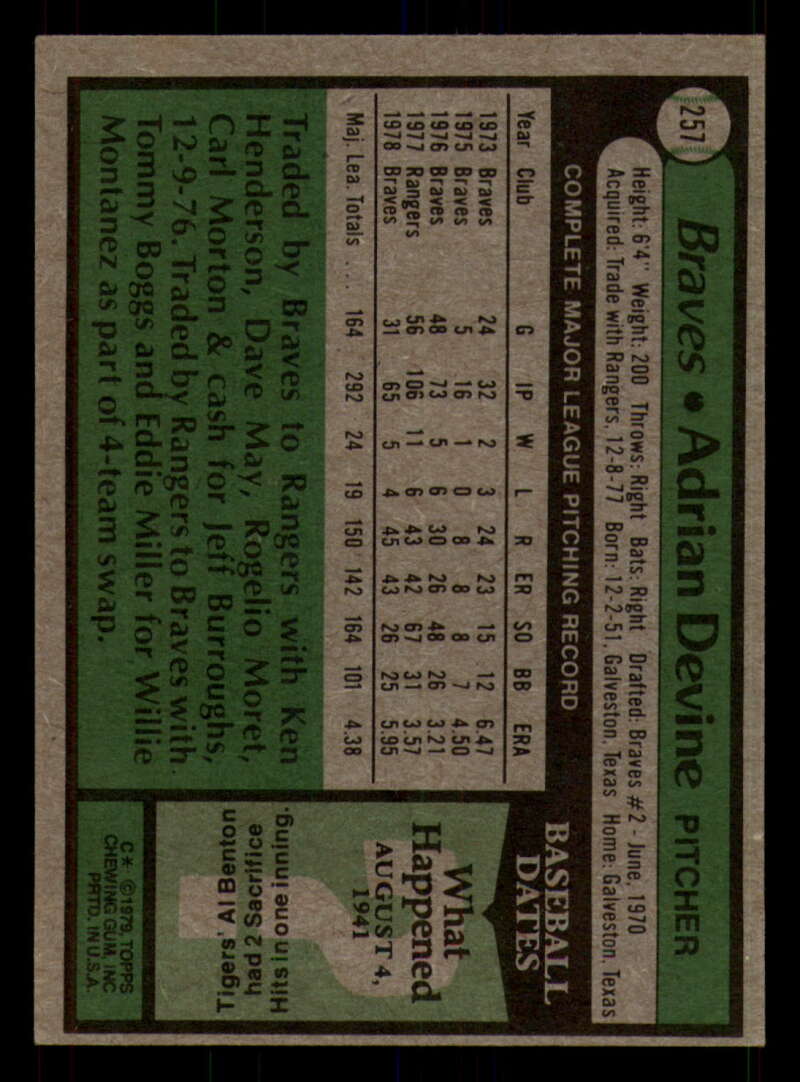 257
Braves • Adrian Devine PITCHER
Height: 6'4" Weight: 200 Throws: Right Bats: Right Drafted: Braves #2 - June, 1970
Acquired: Trade with Rangers, 12-8-77 Born: 12-2-51, Galveston, Texas Home: Galveston, Texas
COMPLETE MAJOR LEAGUE PITCHING RECORD
Year Club G IP W L R ER SO BB ERA
1973 Braves 24 32 2 3 24 23 15 12 6.47
1975 Braves 5 16 1 0 8 8 8 7 4.50
1976 Braves 48 73 5 6 30 26 48 26 3.21
1977 Rangers 56 106 11 6 43 42 67 31 3.57
1978 Braves 31 65 5 4 45 43 26 25 5.95
Maj. Lea. Totals ... 164 292 24 19 150 142 164 101 4.38
Traded by Braves to Rangers with Ken
Henderson, Dave May, Rogelio Moret,
Carl Morton & cash for Jeff Burroughs,
12-9-76. Traded by Rangers to Braves with
Tommy Boggs and Eddie Miller for Willie
Montanez as part of 4-team swap.
BASEBALL
DATES
What
Happened
AUGUST 4,
1941
?
Tigers' Al Benton
had 2 Sacrifice
Hits in one inning.
C* ©1979, TOPPS
CHEWING GUM, INC
PRTD. IN U.S.A.